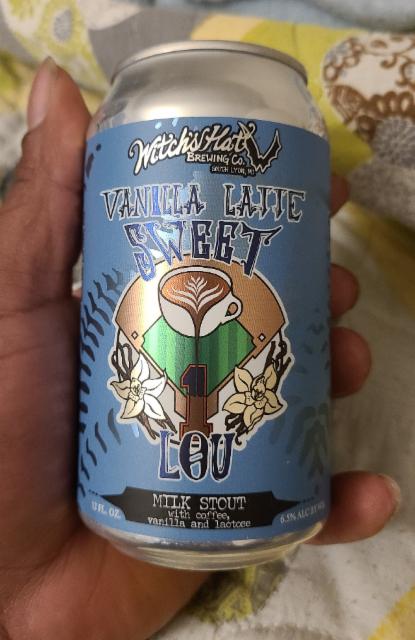 Witch's Hat
BREWING CO.
SOUTH LYON, MI
VANILLA LATTE
SWEET
1
LOU
MILK STOUT
with coffee,
vanilla and lactose
12 FL. OZ.
6.5% ALC BY VOL